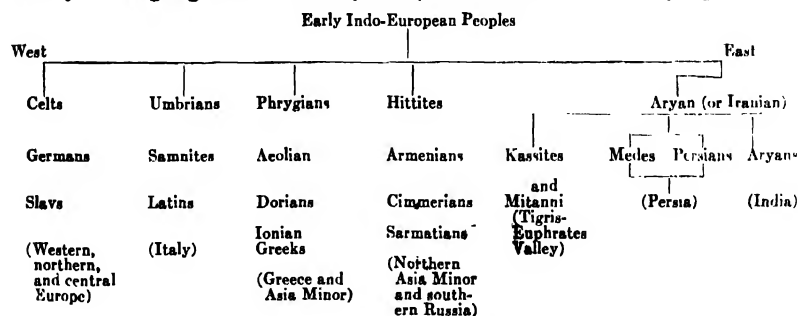 Early Indo-European Peoples
West East
Celts Umbrians Phrygians Hittites Aryan (or Iranian)
Germans Samnites Aeolian Armenians Kassites Medes Persians Aryans
Slavs Latins Dorians Cimmerians and Mitanni (Persia) (India)
(Western, (Italy) Ionian Sarmatians (Tigris-
northern, Greeks (Northern Euphrates
and central (Greece and Asia Minor Valley)
Europe) Asia Minor) and south-
ern Russia)